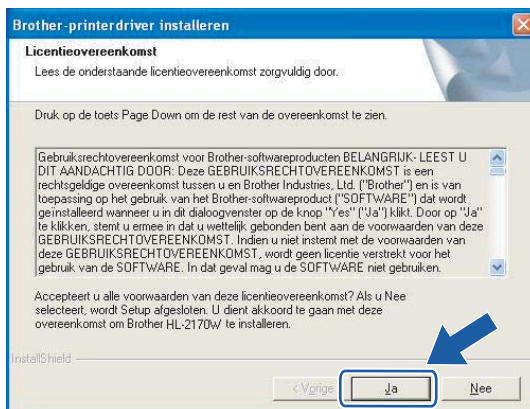 Brother-printerdriver installeren
Licentieovereenkomst
Lees de onderstaande licentieovereenkomst zorgvuldig door.
Druk op de toets Page Down om de rest van de overeenkomst te zien.
Gebruiksrechtovereenkomst voor Brother-softwareproducten BELANGRIJK- LEEST U
DIT AANDACHTIG DOOR: Deze GEBRUIKSRECHTOVEREENKOMST is een
rechtsgeldige overeenkomst tussen u en Brother Industries, Ltd. ("Brother") en is van
toepassing op het gebruik van het Brother-softwareproduct ("SOFTWARE") dat wordt
geïnstalleerd wanneer u in dit dialoogvenster op de knop "Yes" ("Ja") klikt. Door op "Ja"
te klikken, stemt u ermee in dat u wettelijk gebonden bent aan de voorwaarden van deze
GEBRUIKSRECHTOVEREENKOMST. Indien u niet instemt met de voorwaarden van
deze GEBRUIKSRECHTOVEREENKOMST, wordt geen licentie verstrekt voor het
gebruik van de SOFTWARE. In dat geval mag u de SOFTWARE niet gebruiken.
Accepteert u alle voorwaarden van deze licentieovereenkomst? Als u Nee
selecteert, wordt Setup afgesloten. U dient akkoord te gaan met deze
overeenkomst om Brother HL-2170W te installeren.
InstallShield
< Vorige Ja Nee